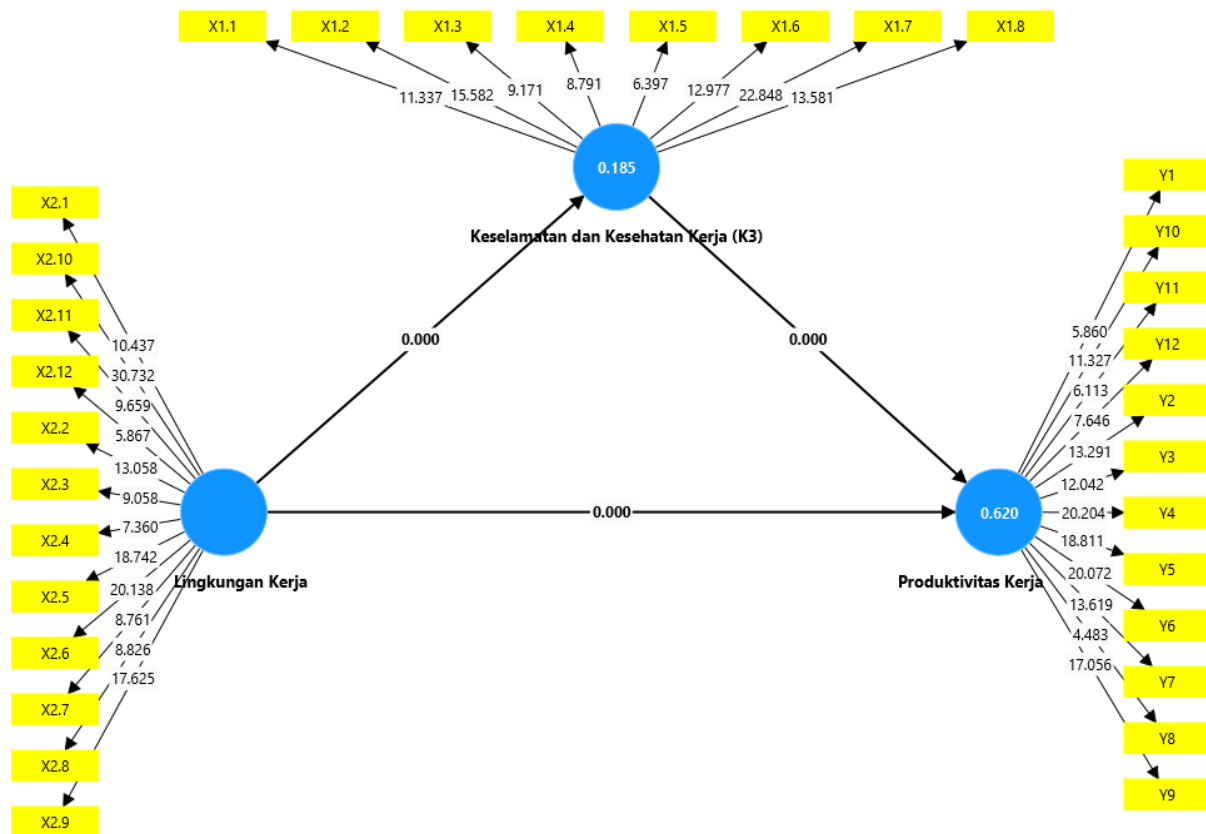 X1.1 X1.2 X1.3 X1.4 X1.5 X1.6 X1.7 X1.8
11.337 15.582 9.171 8.791 6.397 12.977 22.848 13.581
0.185
Keselamatan dan Kesehatan Kerja (K3)
X2.1
X2.10
X2.11
X2.12
X2.2
X2.3
X2.4
X2.5
X2.6
X2.7
X2.8
X2.9
10.437
30.732
9.659
5.867
13.058
9.058
7.360
18.742
20.138
8.761
8.826
17.625
Lingkungan Kerja
0.000
0.000
0.000
0.620
Produktivitas Kerja
5.860
11.327
6.113
7.646
13.291
12.042
20.204
18.811
20.072
13.619
4.483
17.056
Y1
Y10
Y11
Y12
Y2
Y3
Y4
Y5
Y6
Y7
Y8
Y9